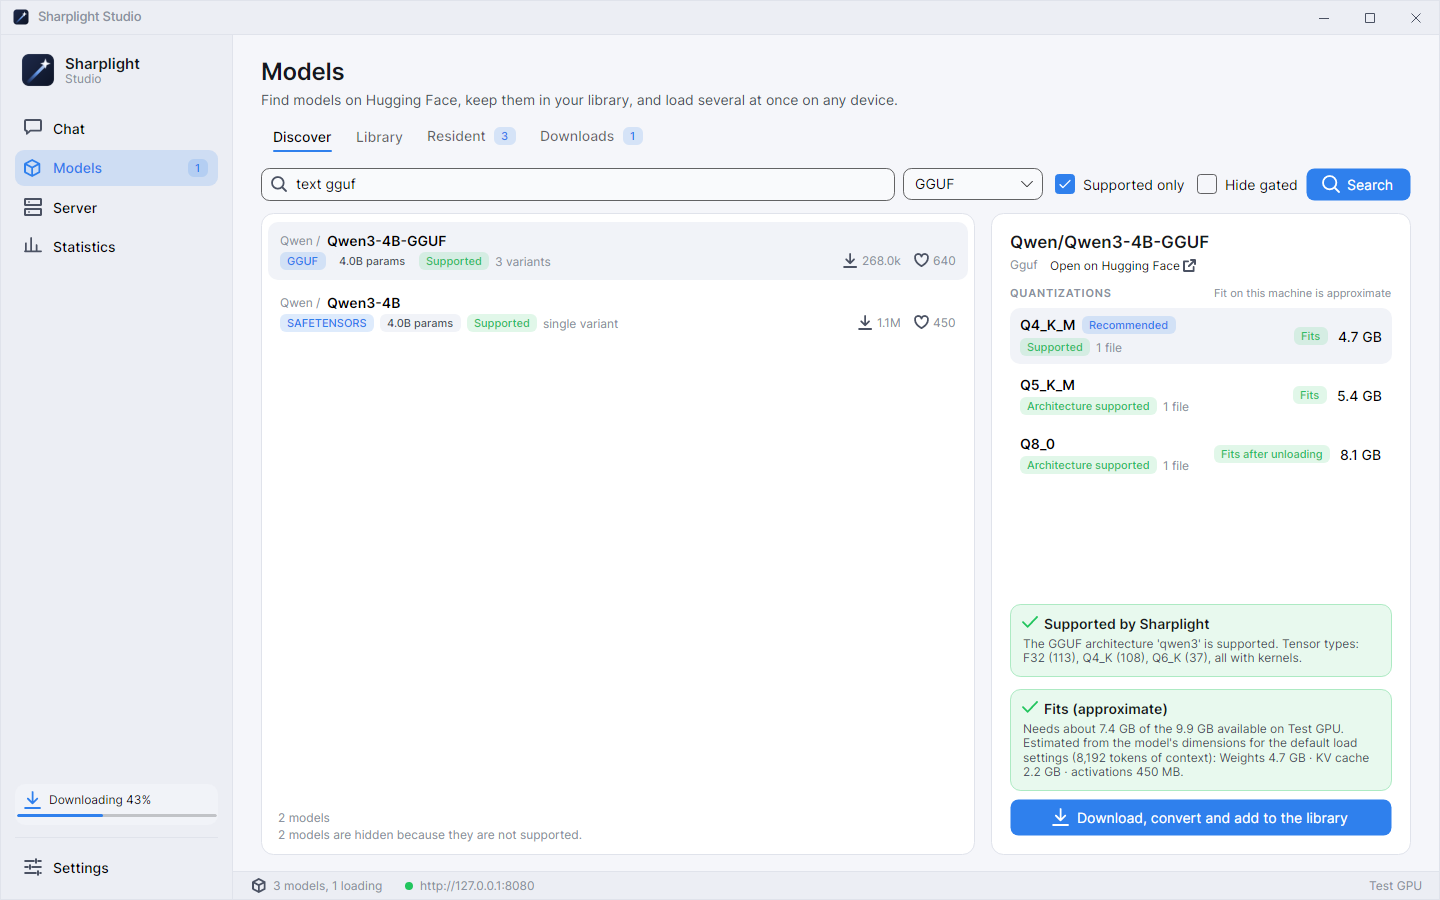 Sharplight Studio
Sharplight
Studio
Chat
Models 1
Server
Statistics
Downloading 43%
Settings
Models
Find models on Hugging Face, keep them in your library, and load several at once on any device.
Discover Library Resident 3 Downloads 1
text gguf GGUF Supported only Hide gated Search
Qwen / Qwen3-4B-GGUF
GGUF 4.0B params Supported 3 variants 268.0k 640
Qwen / Qwen3-4B
SAFETENSORS 4.0B params Supported single variant 1.1M 450
2 models
2 models are hidden because they are not supported.
Qwen/Qwen3-4B-GGUF
Gguf Open on Hugging Face
QUANTIZATIONS Fit on this machine is approximate
Q4_K_M Recommended
Supported 1 file Fits 4.7 GB
Q5_K_M
Architecture supported 1 file Fits 5.4 GB
Q8_0
Architecture supported 1 file Fits after unloading 8.1 GB
Supported by Sharplight
The GGUF architecture 'qwen3' is supported. Tensor types:
F32 (113), Q4_K (108), Q6_K (37), all with kernels.
Fits (approximate)
Needs about 7.4 GB of the 9.9 GB available on Test GPU.
Estimated from the model's dimensions for the default load
settings (8,192 tokens of context): Weights 4.7 GB · KV cache
2.2 GB · activations 450 MB.
Download, convert and add to the library
3 models, 1 loading http://127.0.0.1:8080 Test GPU